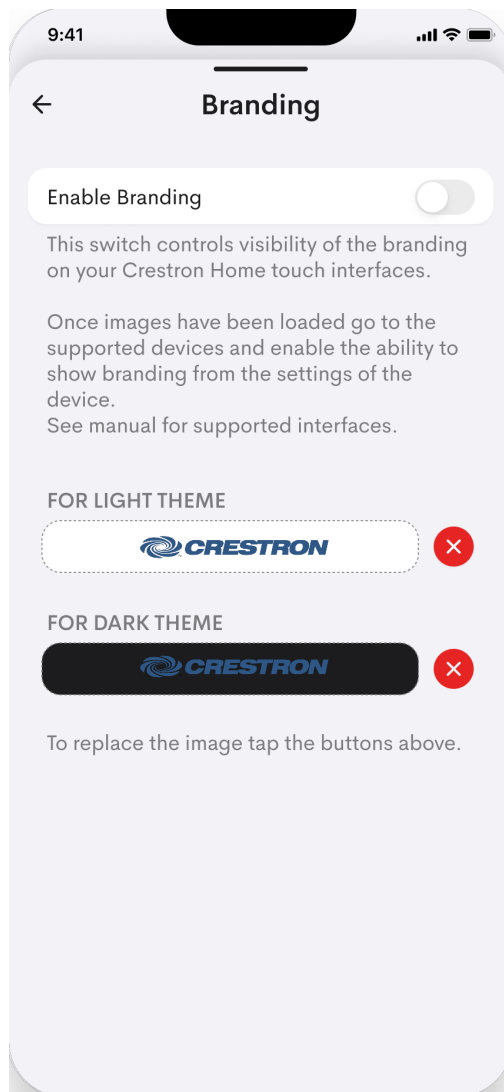 9:41
Branding
Enable Branding
This switch controls visibility of the branding
on your Crestron Home touch interfaces.
Once images have been loaded go to the
supported devices and enable the ability to
show branding from the settings of the
device.
See manual for supported interfaces.
FOR LIGHT THEME
CRESTRON
FOR DARK THEME
CRESTRON
To replace the image tap the buttons above.